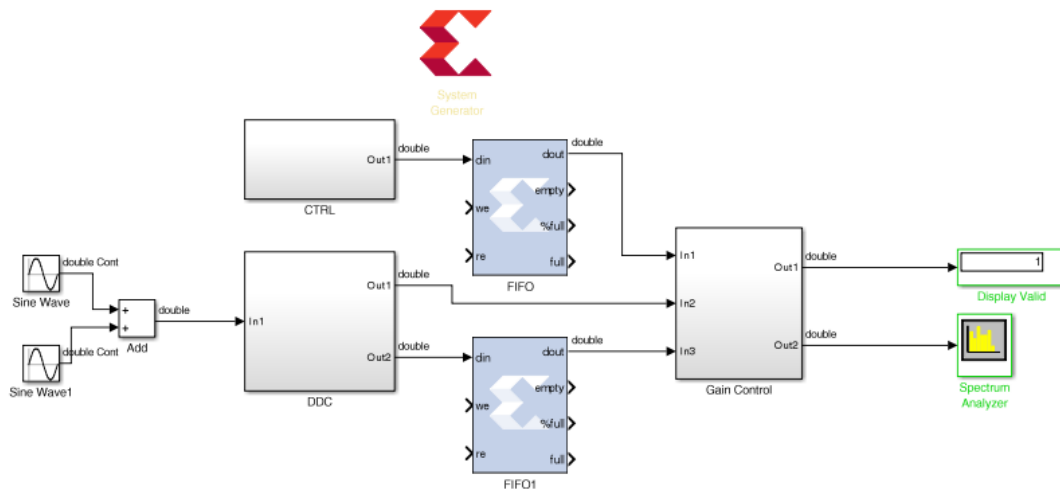 System
Generator
double
Out1
CTRL
double
din
dout
we
empty
%full
re
full
FIFO
double Cont
Sine Wave
double Cont
Sine Wave1
+
+
Add
double
In1
Out1
Out2
DDC
double
double
din
dout
we
empty
%full
re
full
FIFO1
double
In1
In2
In3
Out1
Out2
Gain Control
double
double
1
Display Valid
Spectrum
Analyzer